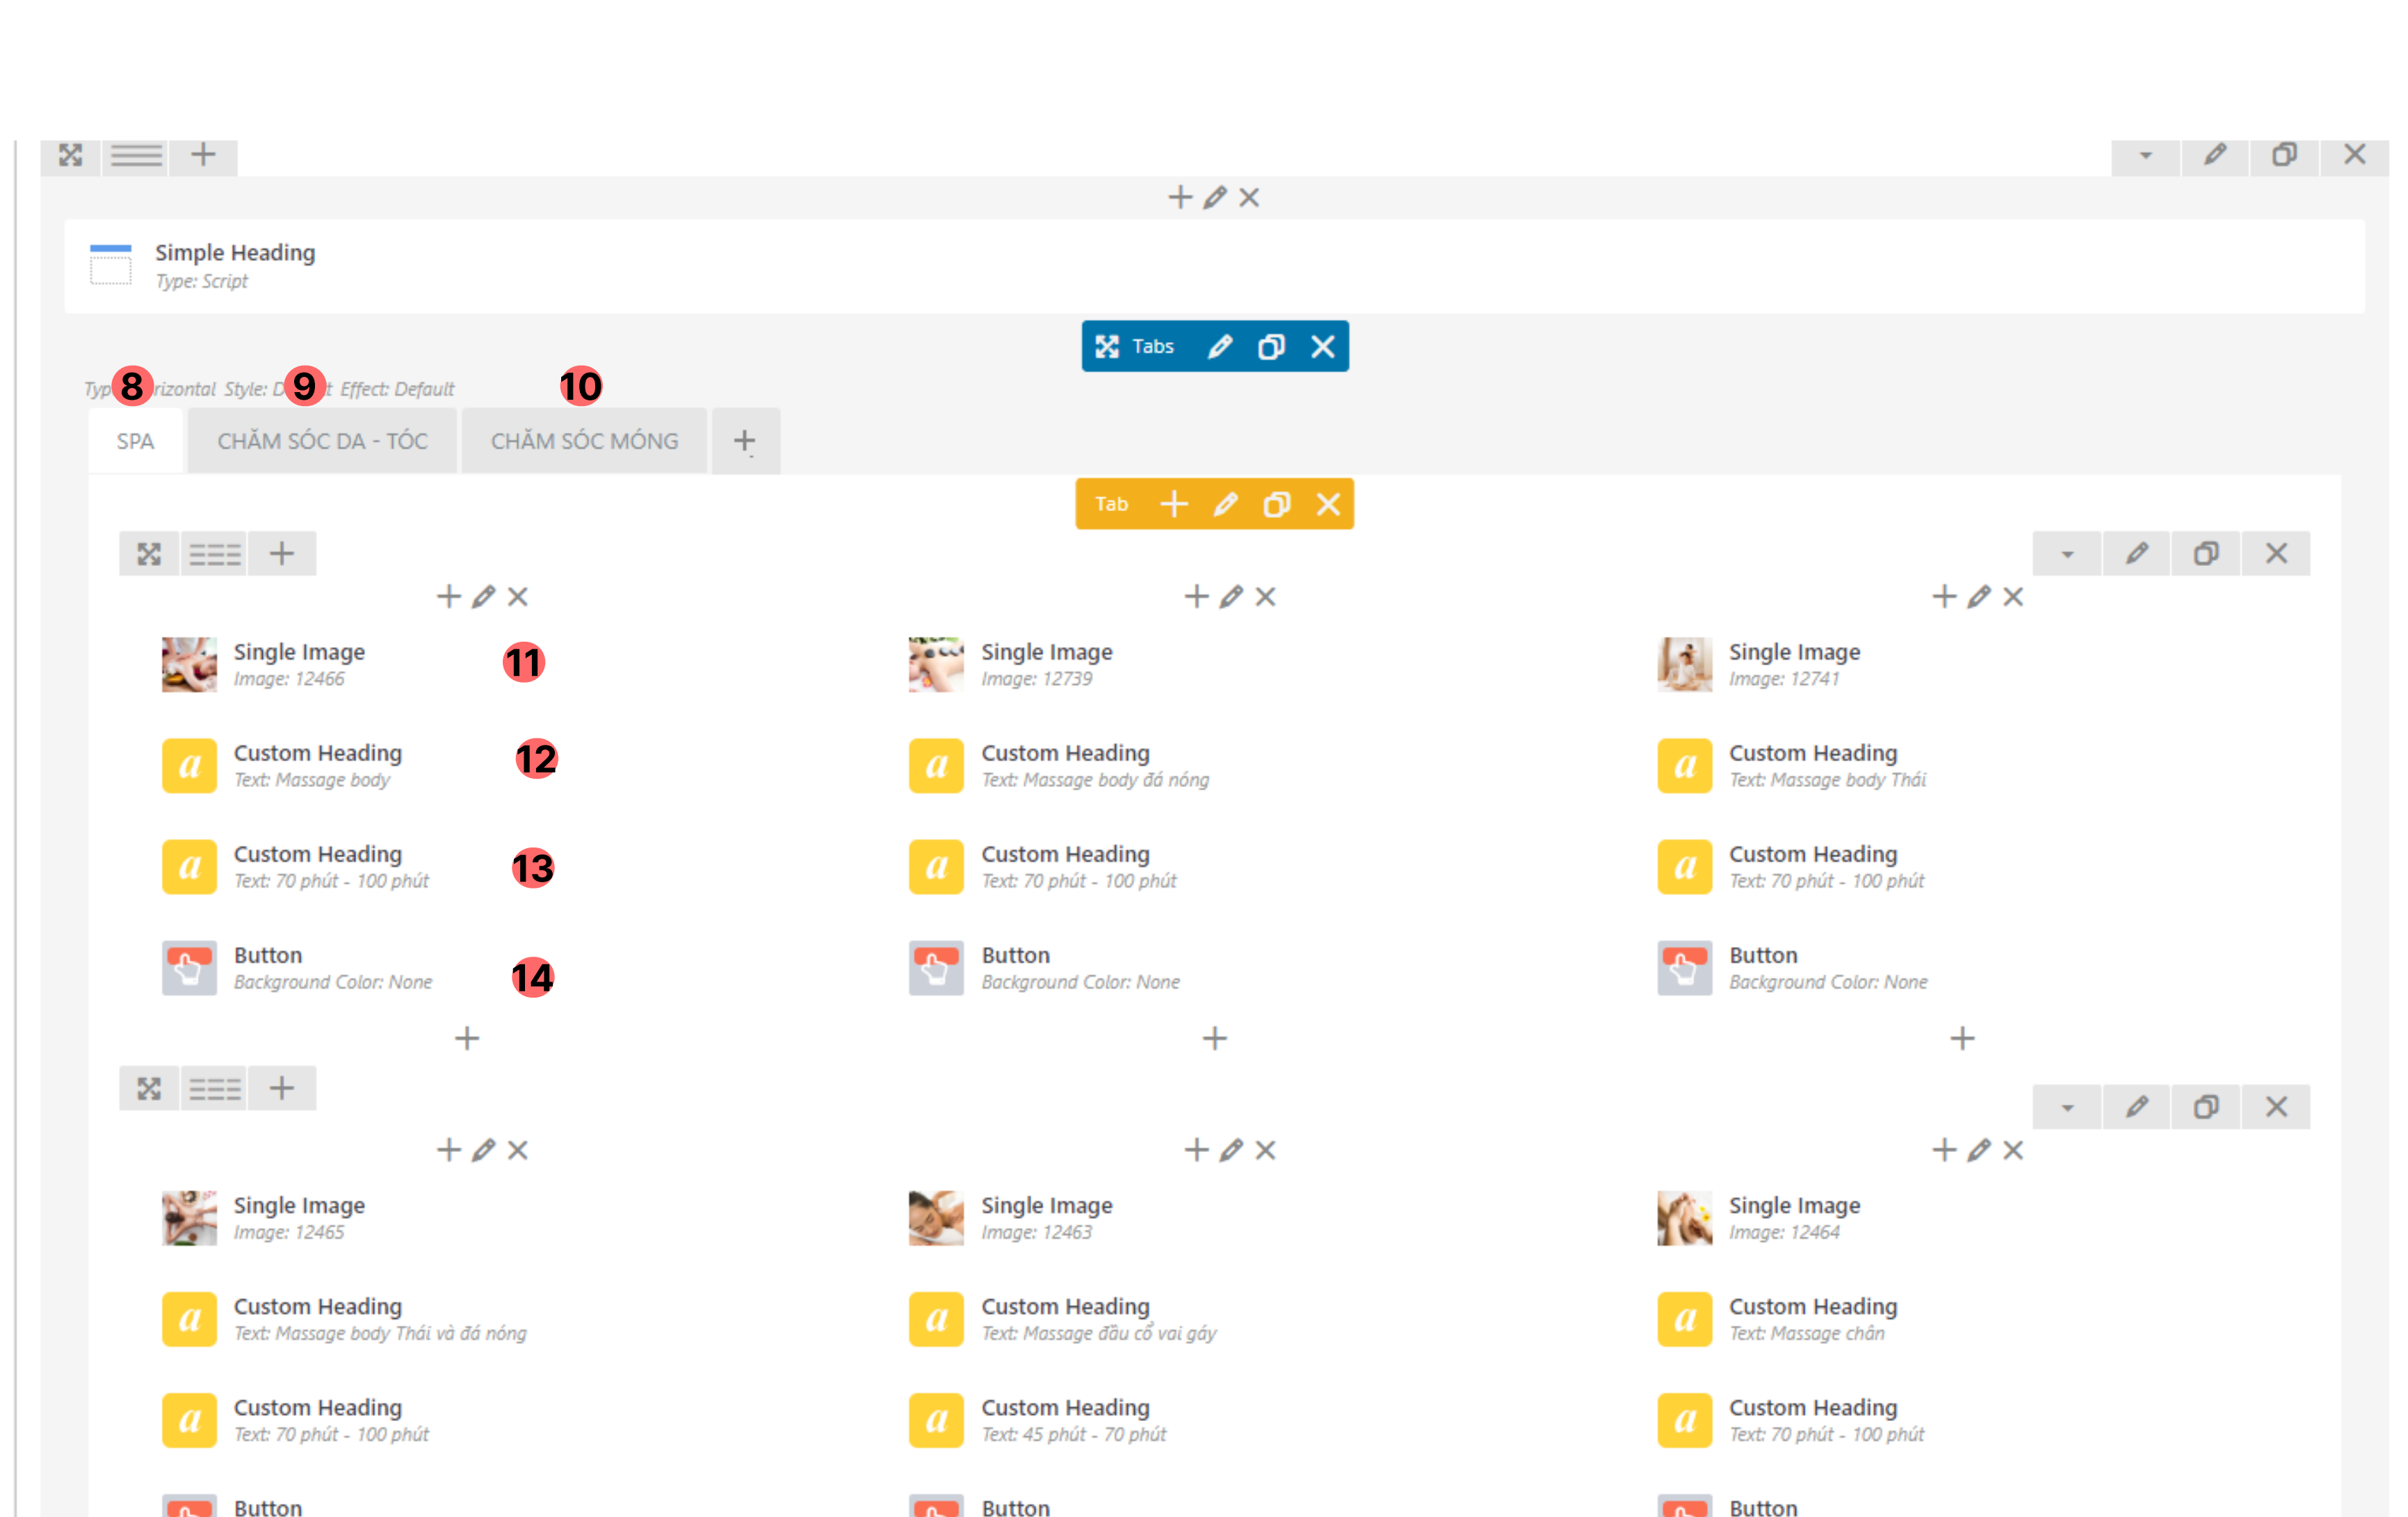 Simple Heading
Type: Script
Tabs
8 9 10
Style: Effect: Default
SPA CHĂM SÓC DA - TÓC CHĂM SÓC MÓNG
Tab
Single Image
Image: 12466
11
Single Image
Image: 12739
Single Image
Image: 12741
Custom Heading
Text: Massage body
12
Custom Heading
Text: Massage body đá nóng
Custom Heading
Text: Massage body Thái
Custom Heading
Text: 70 phút - 100 phút
13
Custom Heading
Text: 70 phút - 100 phút
Custom Heading
Text: 70 phút - 100 phút
Button
Background Color: None
14
Button
Background Color: None
Button
Background Color: None
Single Image
Image: 12465
Single Image
Image: 12463
Single Image
Image: 12464
Custom Heading
Text: Massage body Thái và đá nóng
Custom Heading
Text: Massage đầu cổ vai gáy
Custom Heading
Text: Massage chân
Custom Heading
Text: 70 phút - 100 phút
Custom Heading
Text: 45 phút - 70 phút
Custom Heading
Text: 70 phút - 100 phút
Button
Button
Button